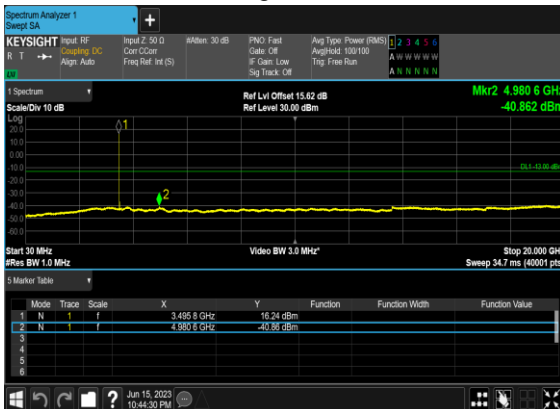 Spectrum Analyzer 1
Swept SA
KEYSIGHT Input: RF Input Z: 50 Ω #Atten: 30 dB PNO: Fast Avg Type: Power (RMS) 1 2 3 4 5 6
R T Coupling: DC Corr CCorr Gate: Off Avg|Hold: 100/100 A W W W W W
Align: Auto Freq Ref: Int (S) IF Gain: Low Trig: Free Run
Sig Track: Off A N N N N N
1 Spectrum Ref Lvl Offset 15.62 dB Mkr2 4.980 6 GHz
Scale/Div 10 dB Ref Level 30.00 dBm -40.862 dBm
Log
20.0
10.0
0.00
-10.0
DL1 -13.00 dBm
-20.0
-30.0
-40.0
-50.0
-60.0
1
2
Start 30 MHz Video BW 3.0 MHz* Stop 20.000 GH
#Res BW 1.0 MHz Sweep 34.7 ms (40001 pts
5 Marker Table
Mode Trace Scale X Y Function Function Width Function Value
1 N 1 f 3.495 8 GHz 16.24 dBm
2 N 1 f 4.980 6 GHz -40.86 dBm
3
4
5
6
? Jun 15, 2023
10:44:30 PM